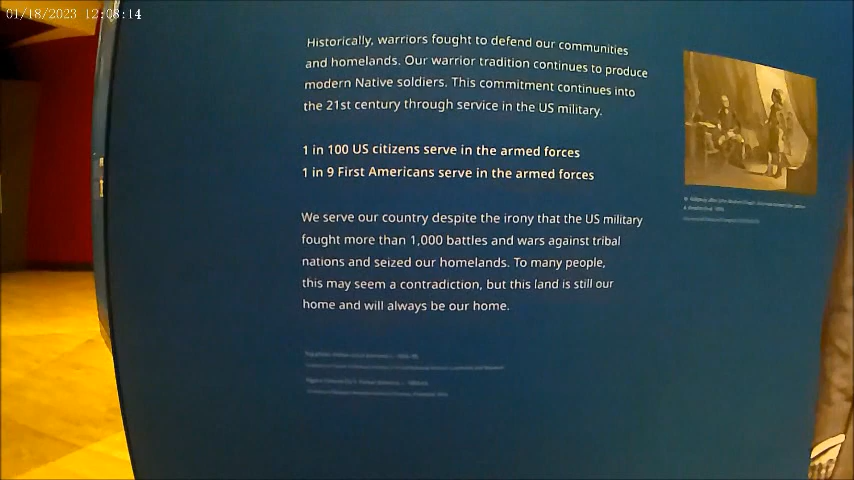 01/18/2023 12:08:14
Historically, warriors fought to defend our communities
and homelands. Our warrior tradition continues to produce
modern Native soldiers. This commitment continues into
the 21st century through service in the US military.
1 in 100 US citizens serve in the armed forces
1 in 9 First Americans serve in the armed forces
We serve our country despite the irony that the US military
fought more than 1,000 battles and wars against tribal
nations and seized our homelands. To many people,
this may seem a contradiction, but this land is still our
home and will always be our home.